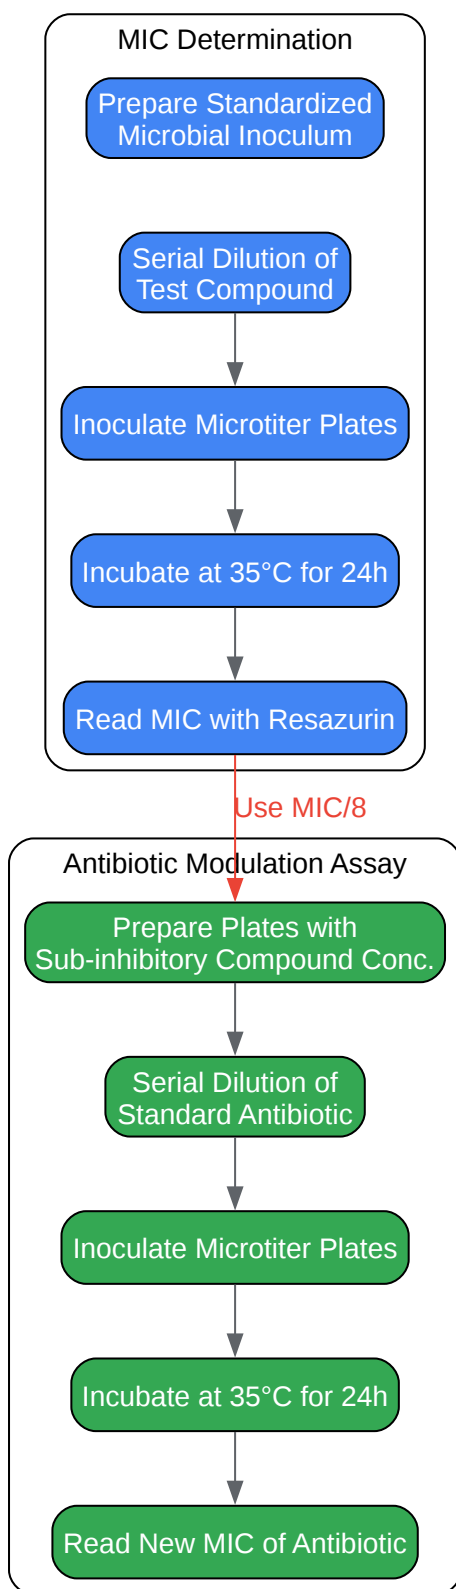 MIC Determination
Prepare Standardized
Microbial Inoculum
Serial Dilution of
Test Compound
Inoculate Microtiter Plates
Incubate at 35°C for 24h
Read MIC with Resazurin
Use MIC/8
Antibiotic Modulation Assay
Prepare Plates with
Sub-inhibitory Compound Conc.
Serial Dilution of
Standard Antibiotic
Inoculate Microtiter Plates
Incubate at 35°C for 24h
Read New MIC of Antibiotic